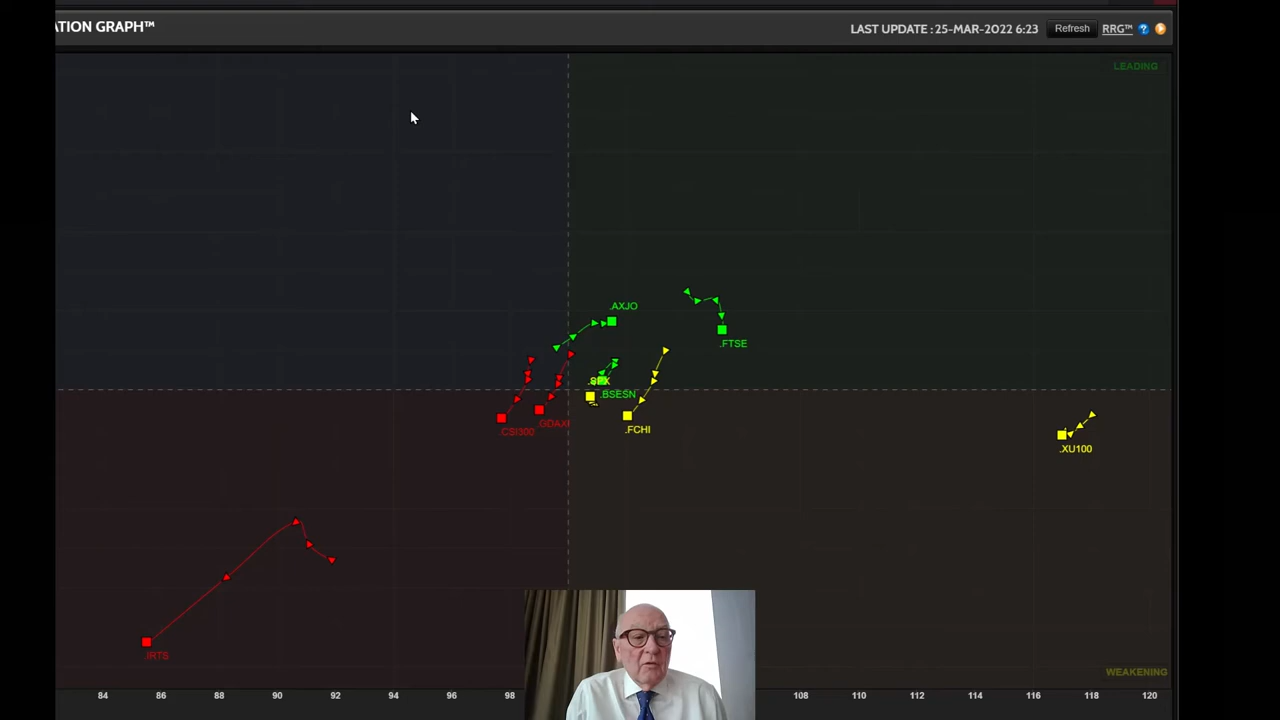 ATION GRAPH™
LAST UPDATE : 25-MAR-2022 6:23
Refresh
RRG™
?
LEADING
.AXJO
.FTSE
.SPX
.BSESN
.CSI300
.GDAXI
.FCHI
.XU100
.IRTS
WEAKENING
84 86 88 90 92 94 96 98 108 110 112 114 116 118 120